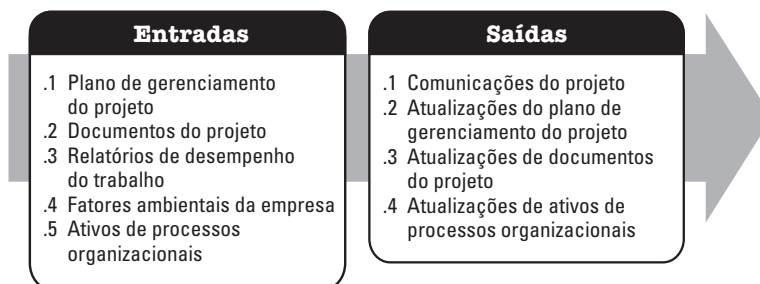 Entradas
.1 Plano de gerenciamento
do projeto
.2 Documentos do projeto
.3 Relatórios de desempenho
do trabalho
.4 Fatores ambientais da empresa
.5 Ativos de processos
organizacionais
Saídas
.1 Comunicações do projeto
.2 Atualizações do plano de
gerenciamento do projeto
.3 Atualizações de documentos
do projeto
.4 Atualizações de ativos de
processos organizacionais